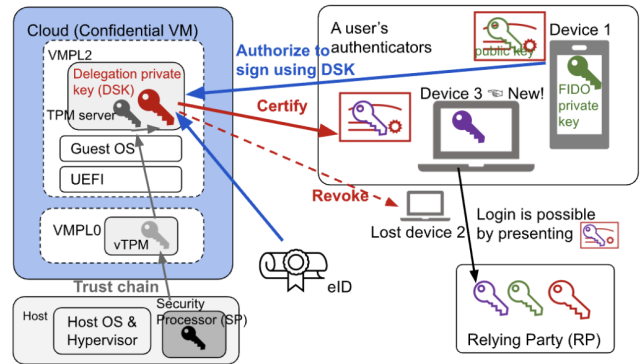 Cloud (Confidential VM)
VMPL2
Delegation private
key (DSK)
TPM server
Guest OS
UEFI
VMPL0
vTPM
Trust chain
Host
Host OS &
Hypervisor
Security
Processor (SP)
Authorize to
sign using DSK
Certify
Revoke
eID
A user's
authenticators
public key
Device 1
FIDO
private
key
Device 3 ☜ New!
Lost device 2
Login is possible
by presenting
Relying Party (RP)